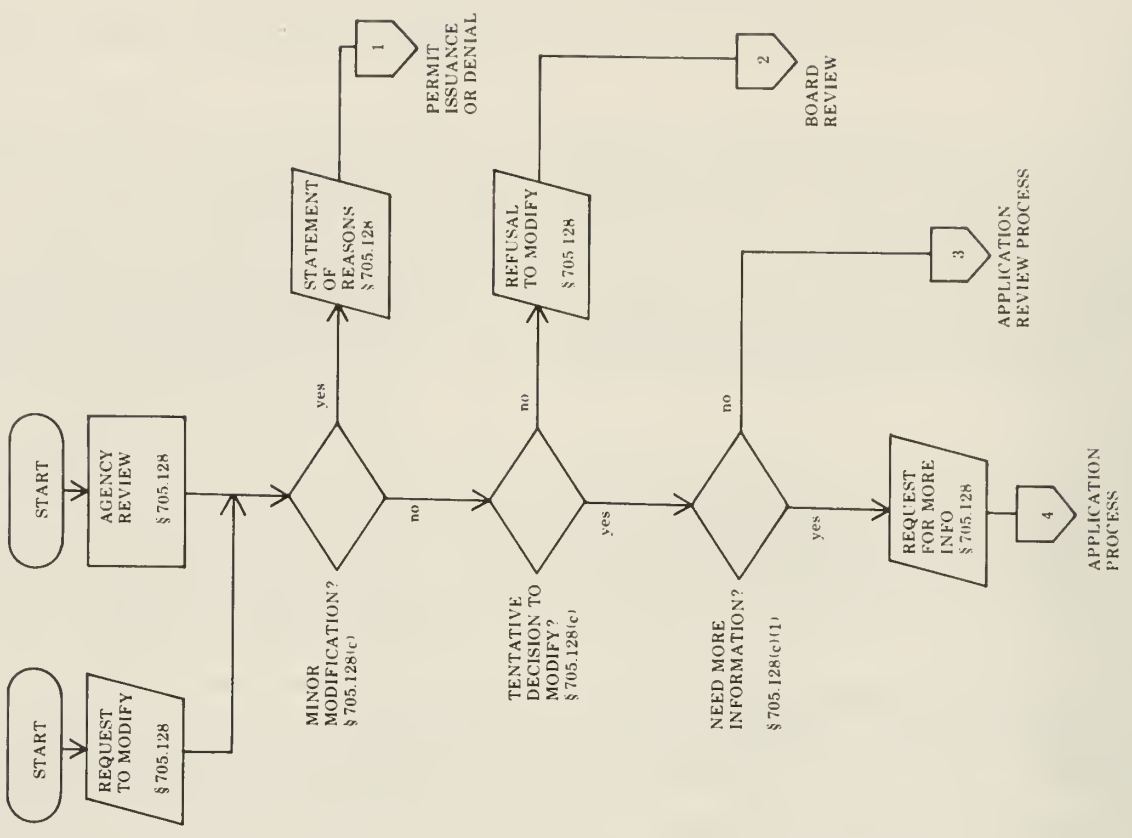 START
REQUEST
TO MODIFY
§ 705.128
START
AGENCY
REVIEW
§ 705.128
MINOR
MODIFICATION?
§ 705.128(c)
yes
no
STATEMENT
OF
REASONS
§ 705.128
1
PERMIT
ISSUANCE
OR DENIAL
TENTATIVE
DECISION TO
MODIFY?
§ 705.128(c)
no
yes
REFUSAL
TO MODIFY
§ 705 128
2
BOARD
REVIEW
NEED MORE
INFORMATION?
§ 705.128(c)(1)
no
yes
3
APPLICATION
REVIEW PROCESS
REQUEST
FOR MORE
INFO
§ 705.128
4
APPLICATION
PROCESS